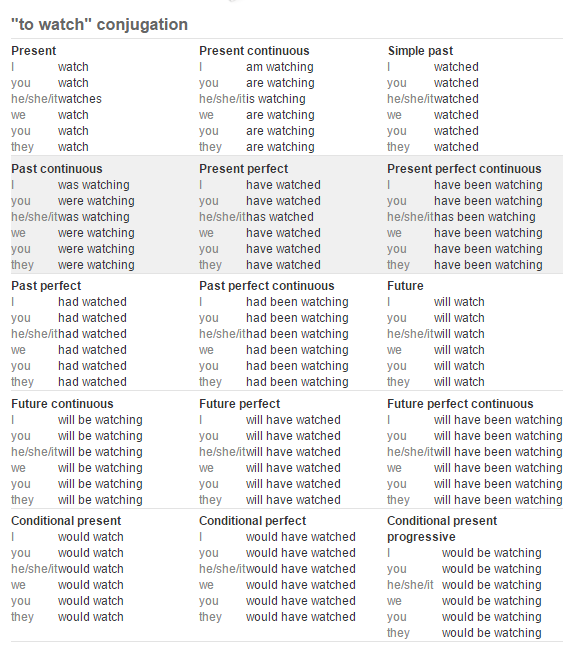 "to watch" conjugation
Present
I watch
you watch
he/she/it watches
we watch
you watch
they watch
Present continuous
I am watching
you are watching
he/she/it is watching
we are watching
you are watching
they are watching
Simple past
I watched
you watched
he/she/it watched
we watched
you watched
they watched
Past continuous
I was watching
you were watching
he/she/it was watching
we were watching
you were watching
they were watching
Present perfect
I have watched
you have watched
he/she/it has watched
we have watched
you have watched
they have watched
Present perfect continuous
I have been watching
you have been watching
he/she/it has been watching
we have been watching
you have been watching
they have been watching
Past perfect
I had watched
you had watched
he/she/it had watched
we had watched
you had watched
they had watched
Past perfect continuous
I had been watching
you had been watching
he/she/it had been watching
we had been watching
you had been watching
they had been watching
Future
I will watch
you will watch
he/she/it will watch
we will watch
you will watch
they will watch
Future continuous
I will be watching
you will be watching
he/she/it will be watching
we will be watching
you will be watching
they will be watching
Future perfect
I will have watched
you will have watched
he/she/it will have watched
we will have watched
you will have watched
they will have watched
Future perfect continuous
I will have been watching
you will have been watching
he/she/it will have been watching
we will have been watching
you will have been watching
they will have been watching
Conditional present
I would watch
you would watch
he/she/it would watch
we would watch
you would watch
they would watch
Conditional perfect
I would have watched
you would have watched
he/she/it would have watched
we would have watched
you would have watched
they would have watched
Conditional present
progressive
I would be watching
you would be watching
he/she/it would be watching
we would be watching
you would be watching
they would be watching